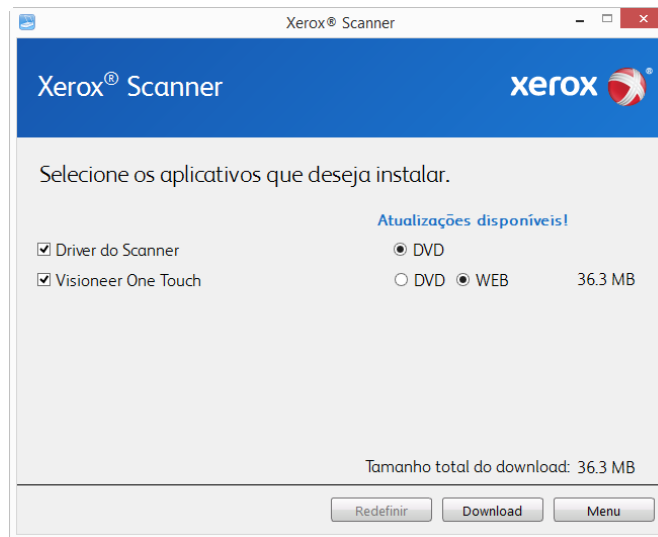 Xerox® Scanner
Xerox® Scanner
xerox®
Selecione os aplicativos que deseja instalar.
Atualizações disponíveis!
Driver do Scanner DVD
Visioneer One Touch DVD WEB 36.3 MB
Tamanho total do download: 36.3 MB
Redefinir Download Menu